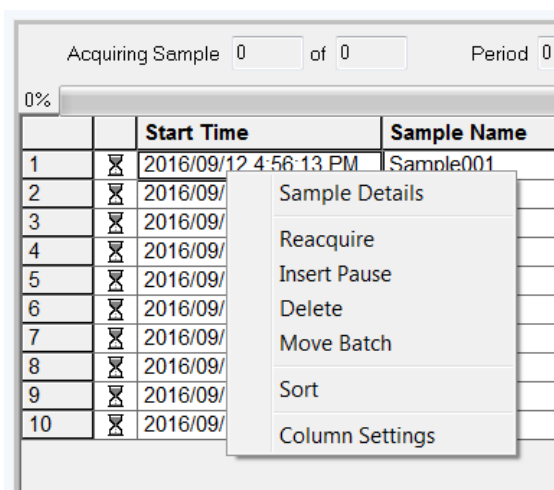 Acquiring Sample 0 of 0 Period 0
0%
Start Time Sample Name
1 2016/09/12 4:56:13 PM Sample001
2 2016/09/ Sample Details
3 2016/09/
Reacquire
4 2016/09/
Insert Pause
5 2016/09/
6 2016/09/ Delete
7 2016/09/ Move Batch
8 2016/09/
9 2016/09/ Sort
10 2016/09/
Column Settings